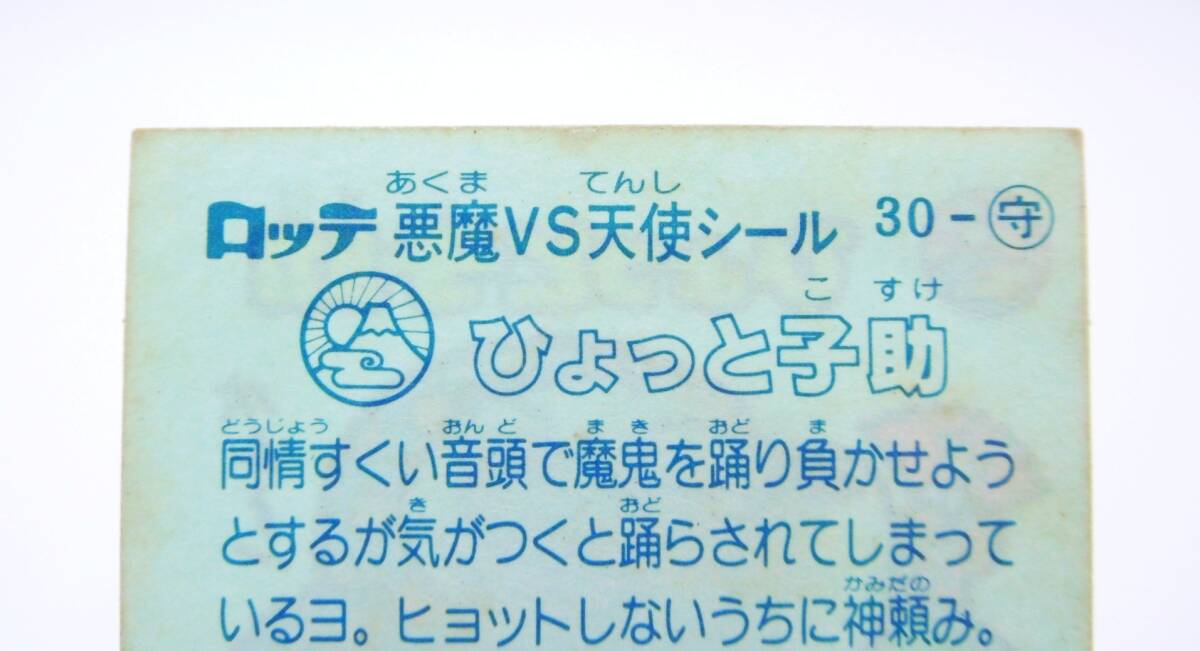 あくま てんし
ロッテ 悪魔VS天使シール 30-守
こ すけ
ひょっと子助
どうじょう おんど まき おど ま
同情すくい音頭で魔鬼を踊り負かせよう
き おど
とするが気がつくと踊らされてしまって
かみだの
いるヨ。ヒョットしないうちに神頼み。